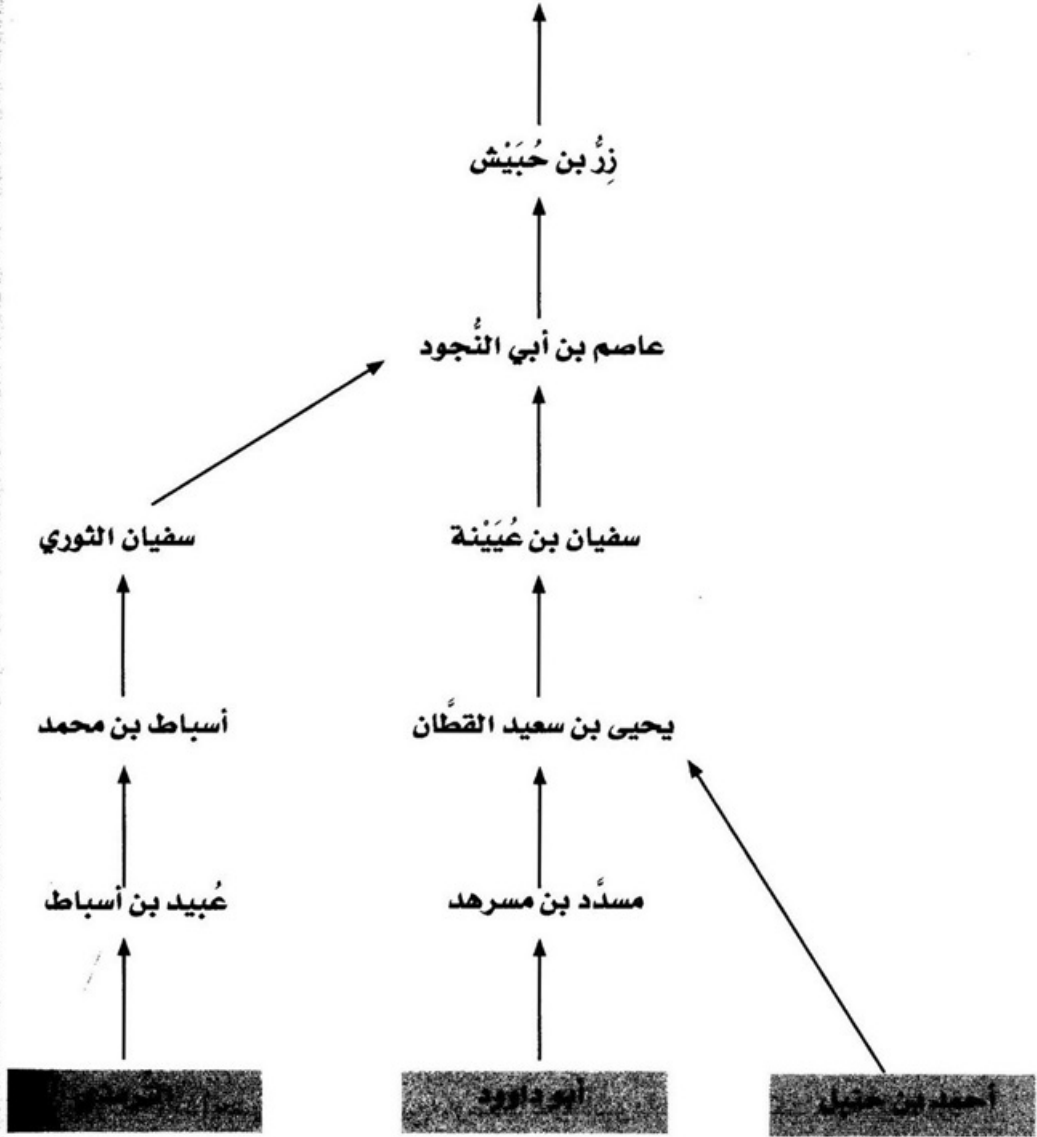 زِرُّ بن حُبَيْش
عاصم بن أبي النُّجود
سفيان بن عُيَيْنة
سفيان الثوري
يحيى بن سعيد القطَّان
أسباط بن محمد
مسدَّد بن مسرهد
عُبيد بن أسباط
أحمد بن حنبل
أبو داوود
الترمذي